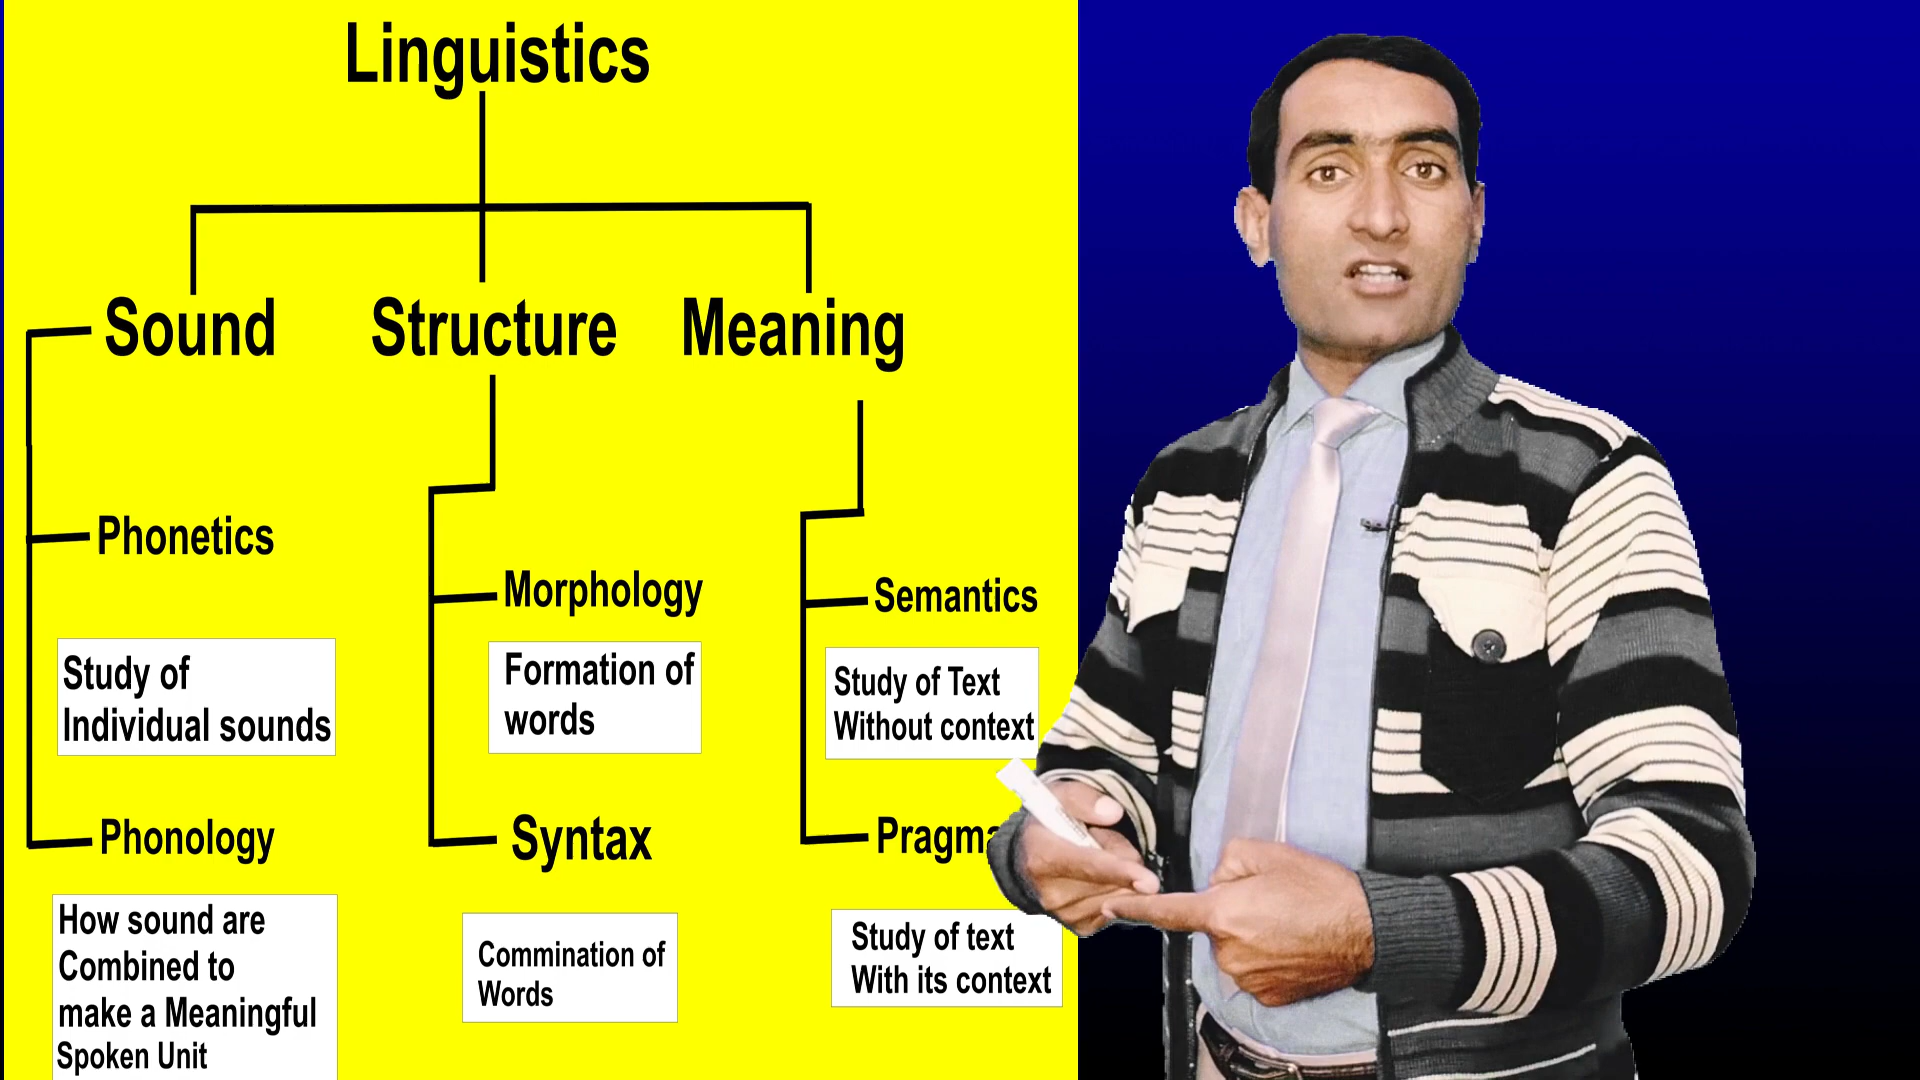 Linguistics
Sound
Structure
Meaning
Phonetics
Study of
Individual sounds
Phonology
How sound are
Combined to
make a Meaningful
Spoken Unit
Morphology
Formation of
words
Syntax
Commination of
Words
Semantics
Study of Text
Without context
Study of text
With its context